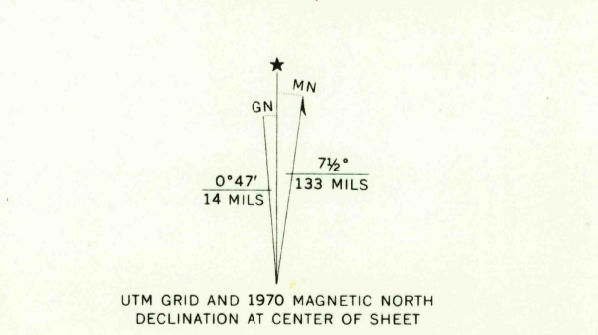 MN
GN
7½°
133 MILS
0°47'
14 MILS
UTM GRID AND 1970 MAGNETIC NORTH
DECLINATION AT CENTER OF SHEET